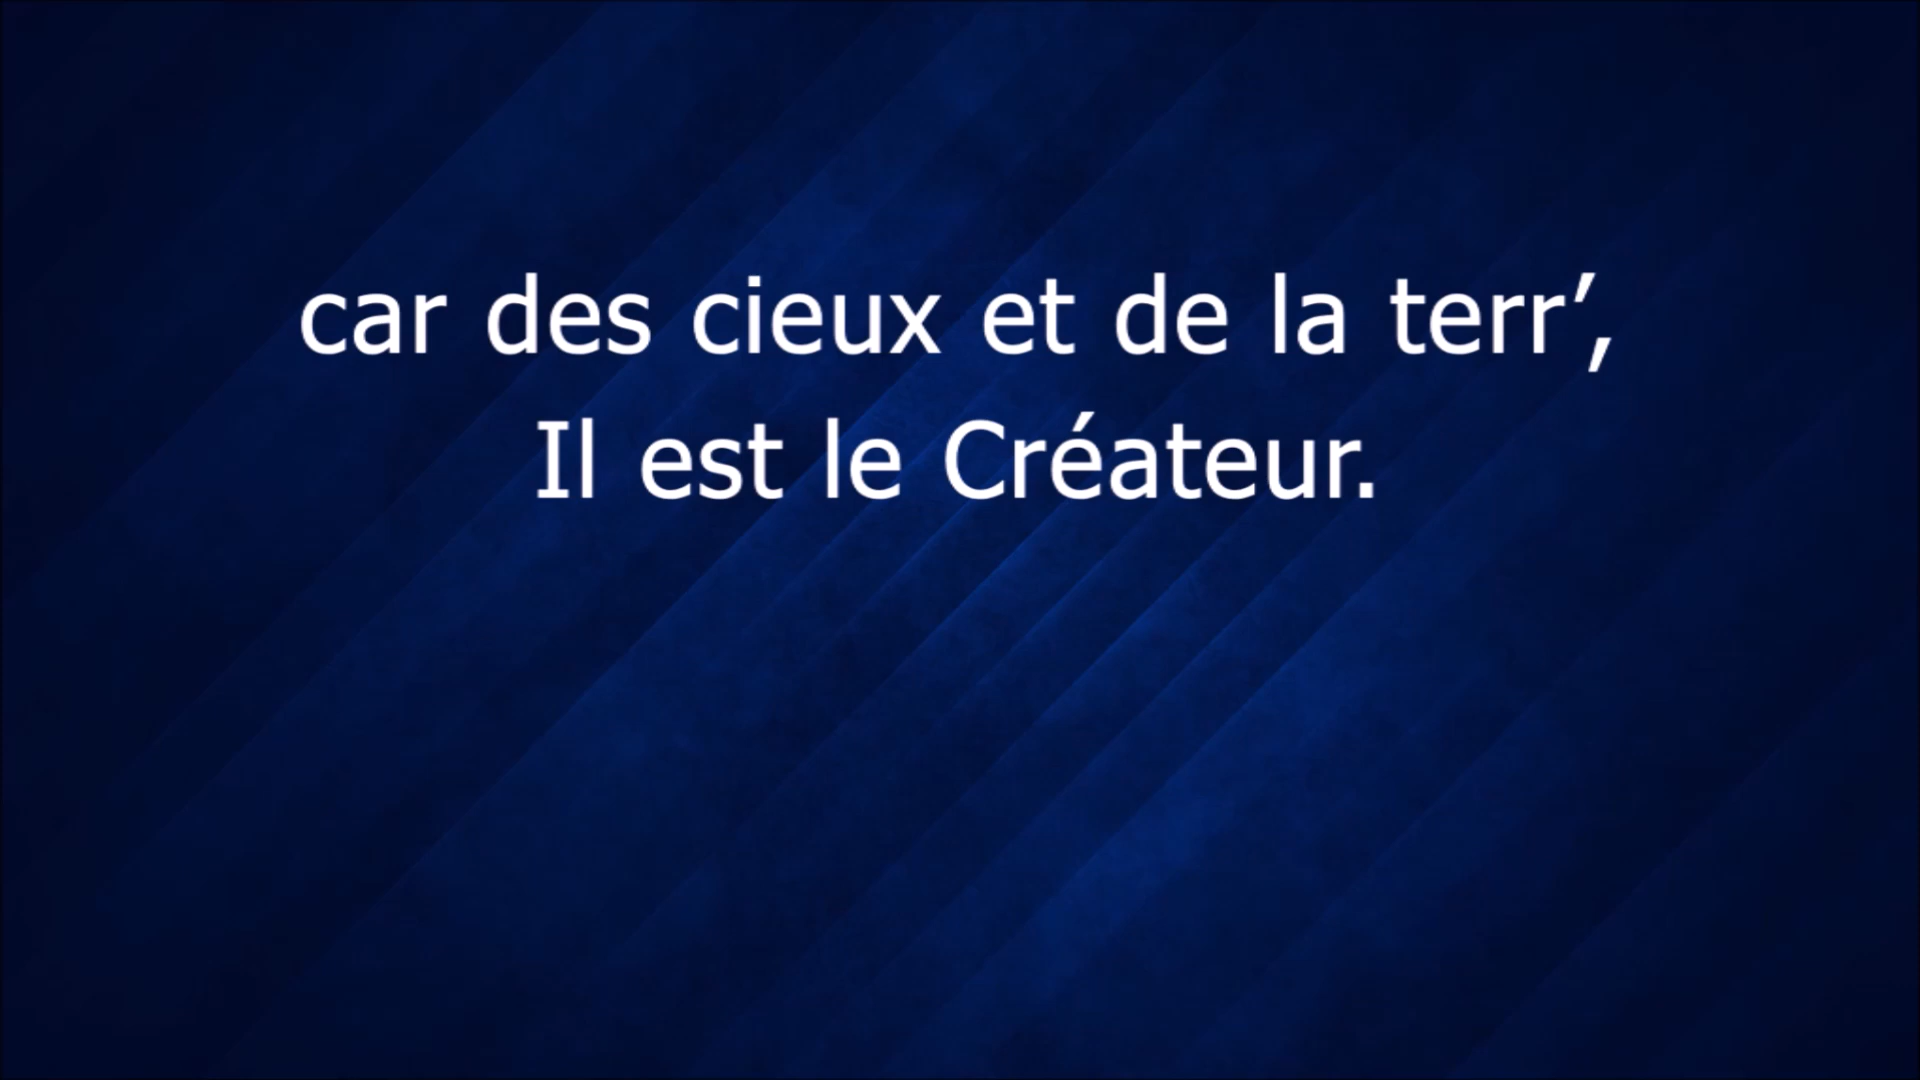 car des cieux et de la terr’,
Il est le Créateur.